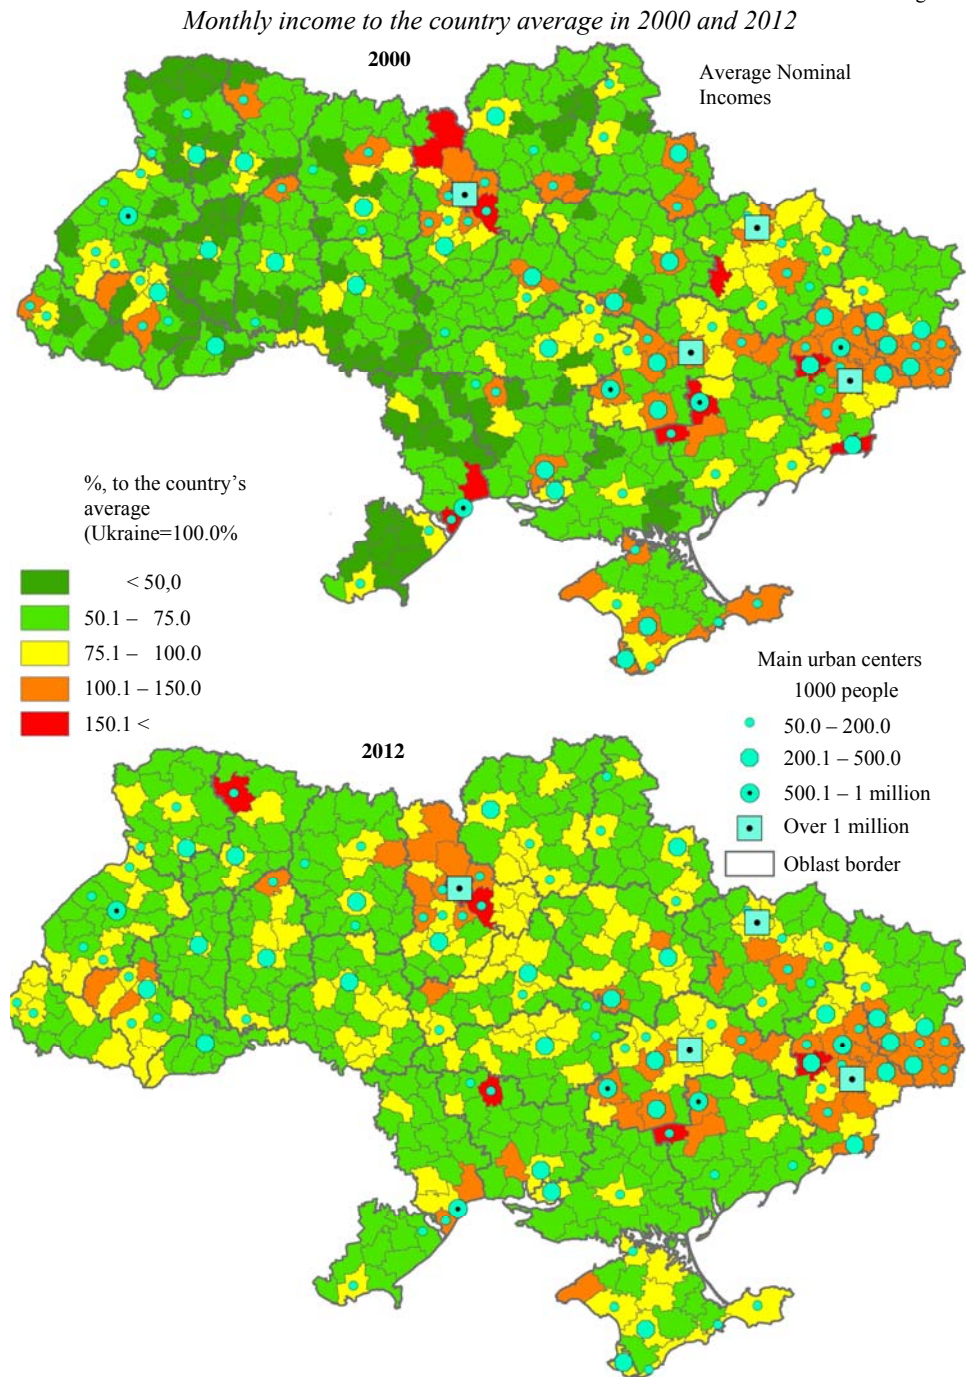 Monthly income to the country average in 2000 and 2012
2000
Average Nominal
Incomes
%, to the country's
average
(Ukraine=100.0%
< 50,0
50.1 – 75.0
75.1 – 100.0
100.1 – 150.0
150.1 <
Main urban centers
1000 people
50.0 – 200.0
200.1 – 500.0
500.1 – 1 million
Over 1 million
Oblast border
2012